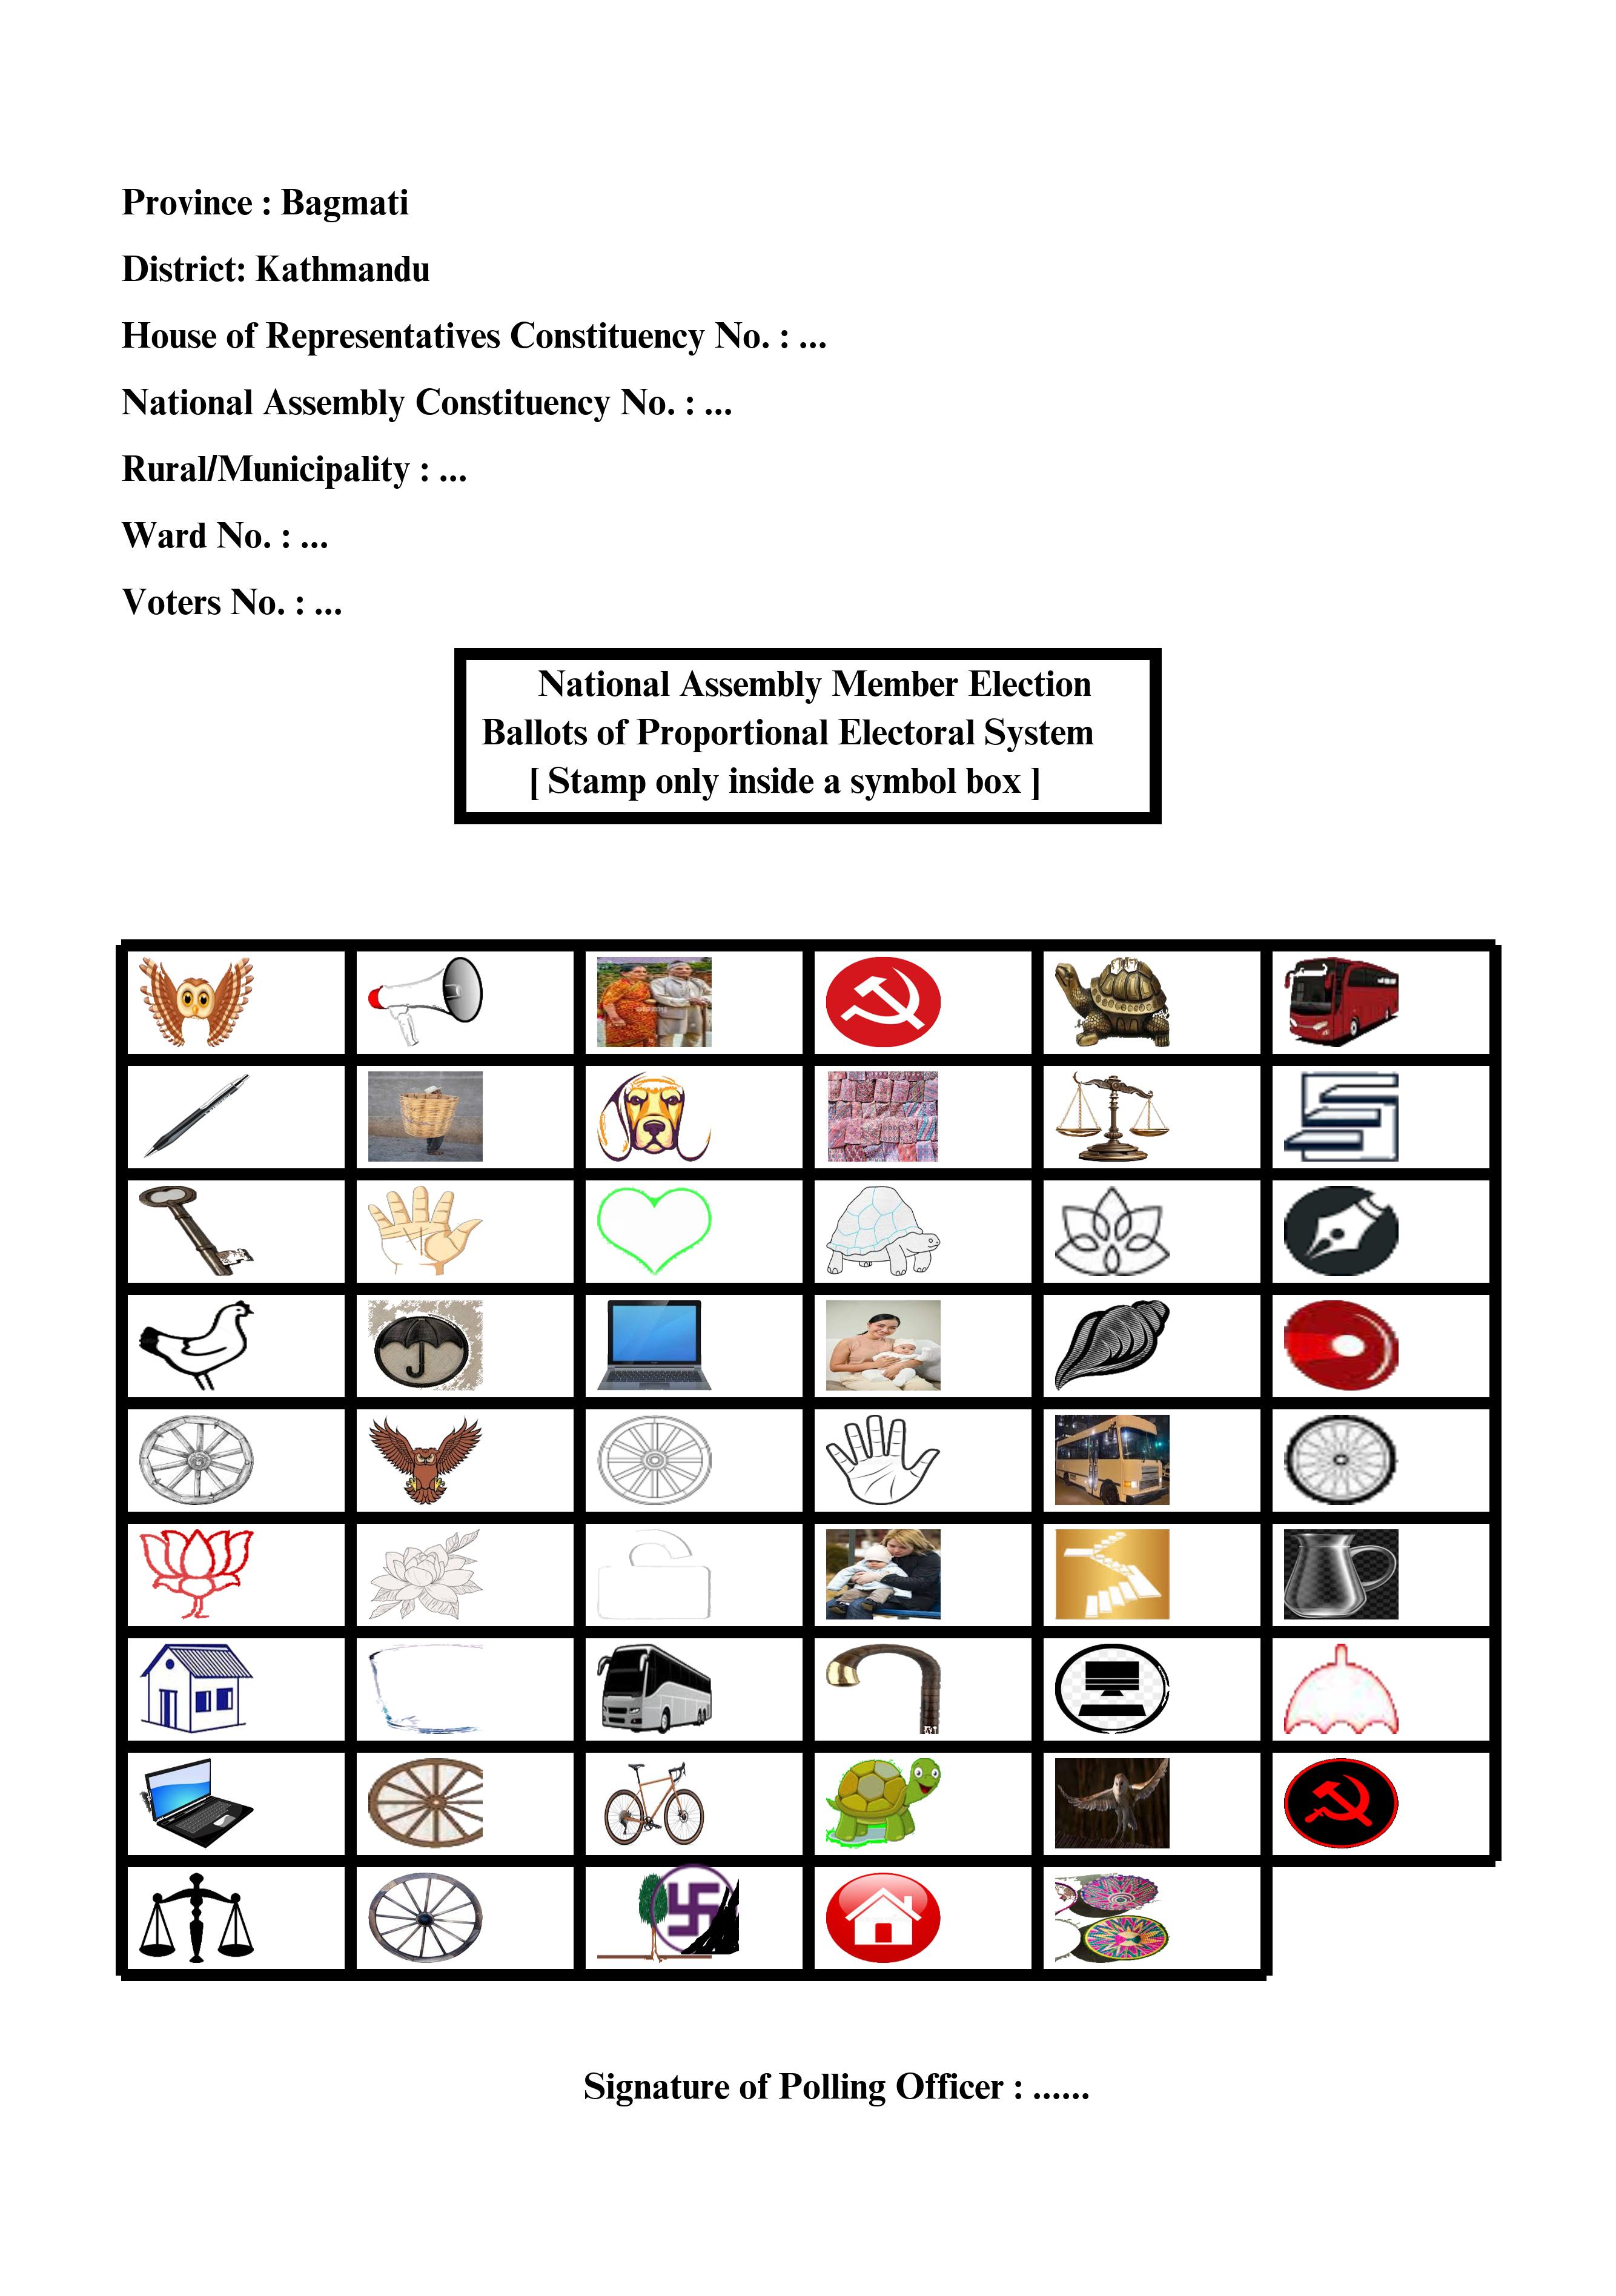 Province : Bagmati
District: Kathmandu
House of Representatives Constituency No. : ...
National Assembly Constituency No. : ...
Rural/Municipality : ...
Ward No. : ...
Voters No. : ...
National Assembly Member Election
Ballots of Proportional Electoral System
[ Stamp only inside a symbol box ]
Signature of Polling Officer : ......